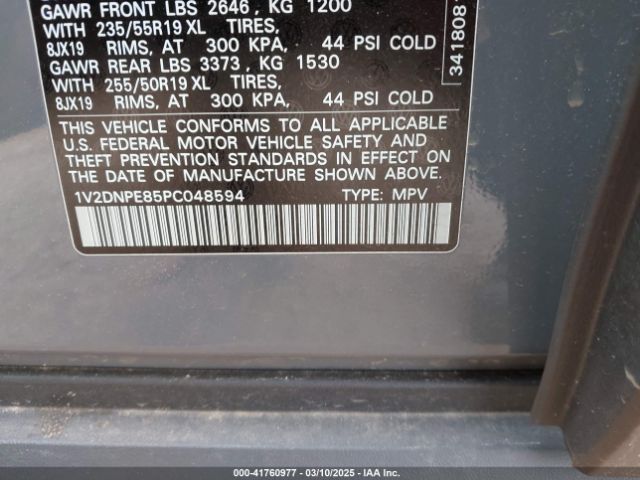 GAWR FRONT LBS 2646 , KG 1200
WITH 235/55R19 XL TIRES,
8JX19 RIMS, AT 300 KPA, 44 PSI COLD
GAWR REAR LBS 3373 , KG 1530
WITH 255/50R19 XL TIRES,
8JX19 RIMS, AT 300 KPA, 44 PSI COLD
THIS VEHICLE CONFORMS TO ALL APPLICABLE
U.S. FEDERAL MOTOR VEHICLE SAFETY AND
THEFT PREVENTION STANDARDS IN EFFECT ON
THE DATE OF MANUFACTURE SHOWN ABOVE.
1V2DNPE85PC048594 TYPE: MPV
000-41760977 - 03/10/2025 - IAA Inc.